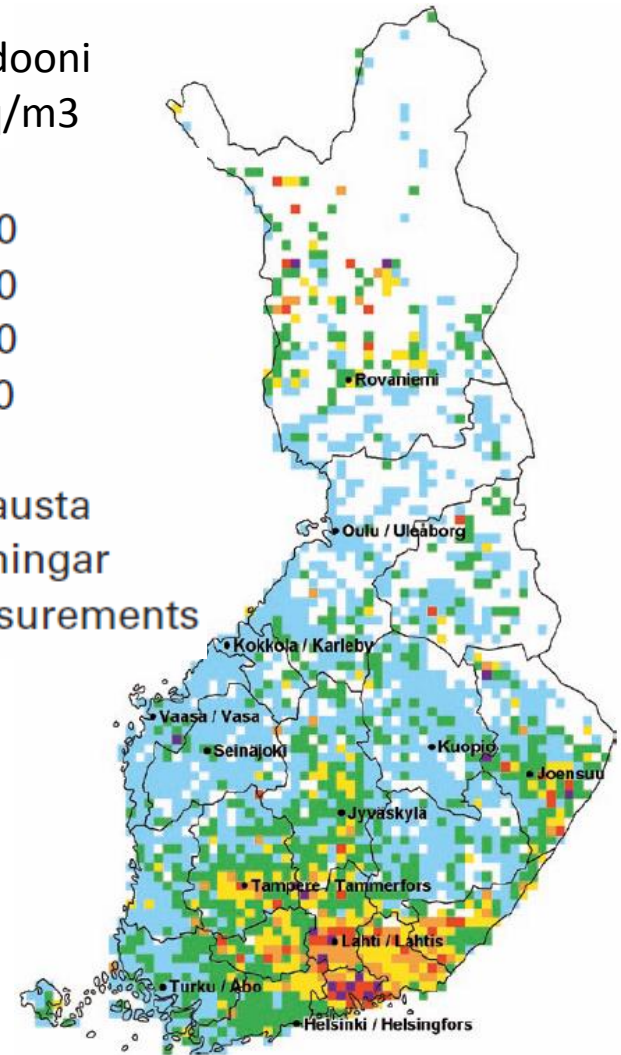 dooni
q/m3
0
0
0
0
austa
ningar
surements
Rovaniemi
Oulu / Uleåborg
Kokkola / Karleby
Vaasa / Vasa
Seinäjoki
Kuopio
Joensuu
Jyväskylä
Tampere / Tammerfors
Lahti / Lahtis
Turku / Åbo
Helsinki / Helsingfors